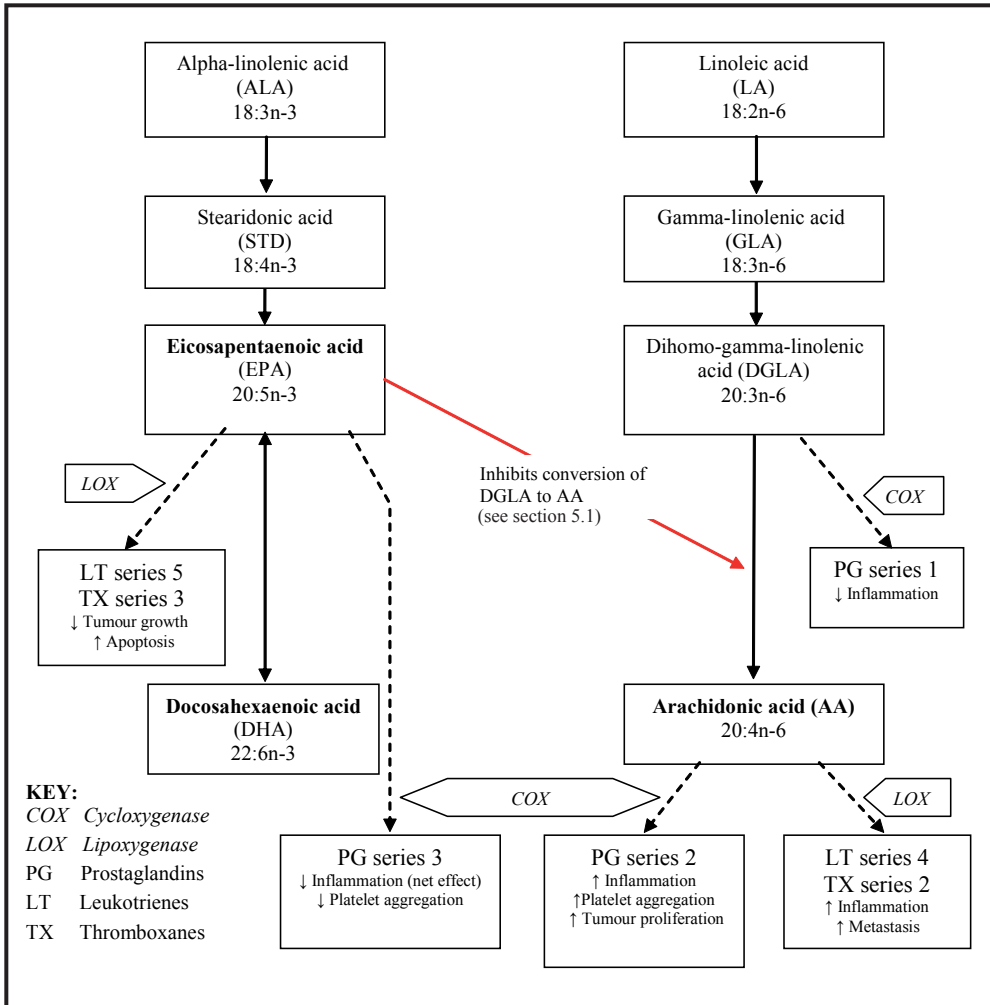 Alpha-linolenic acid
(ALA)
18:3n-3
Linoleic acid
(LA)
18:2n-6
Stearidonic acid
(STD)
18:4n-3
Gamma-linolenic acid
(GLA)
18:3n-6
Eicosapentaenoic acid
(EPA)
20:5n-3
Dihomo-gamma-linolenic
acid (DGLA)
20:3n-6
LOX
Inhibits conversion of
DGLA to AA
(see section 5.1)
COX
LT series 5
TX series 3
↓ Tumour growth
↑ Apoptosis
PG series 1
↓ Inflammation
Docosahexaenoic acid
(DHA)
22:6n-3
Arachidonic acid (AA)
20:4n-6
COX
LOX
KEY:
COX Cycloxygenase
LOX Lipoxygenase
PG Prostaglandins
LT Leukotrienes
TX Thromboxanes
PG series 3
↓ Inflammation (net effect)
↓ Platelet aggregation
PG series 2
↑ Inflammation
↑Platelet aggregation
↑ Tumour proliferation
LT series 4
TX series 2
↑ Inflammation
↑ Metastasis